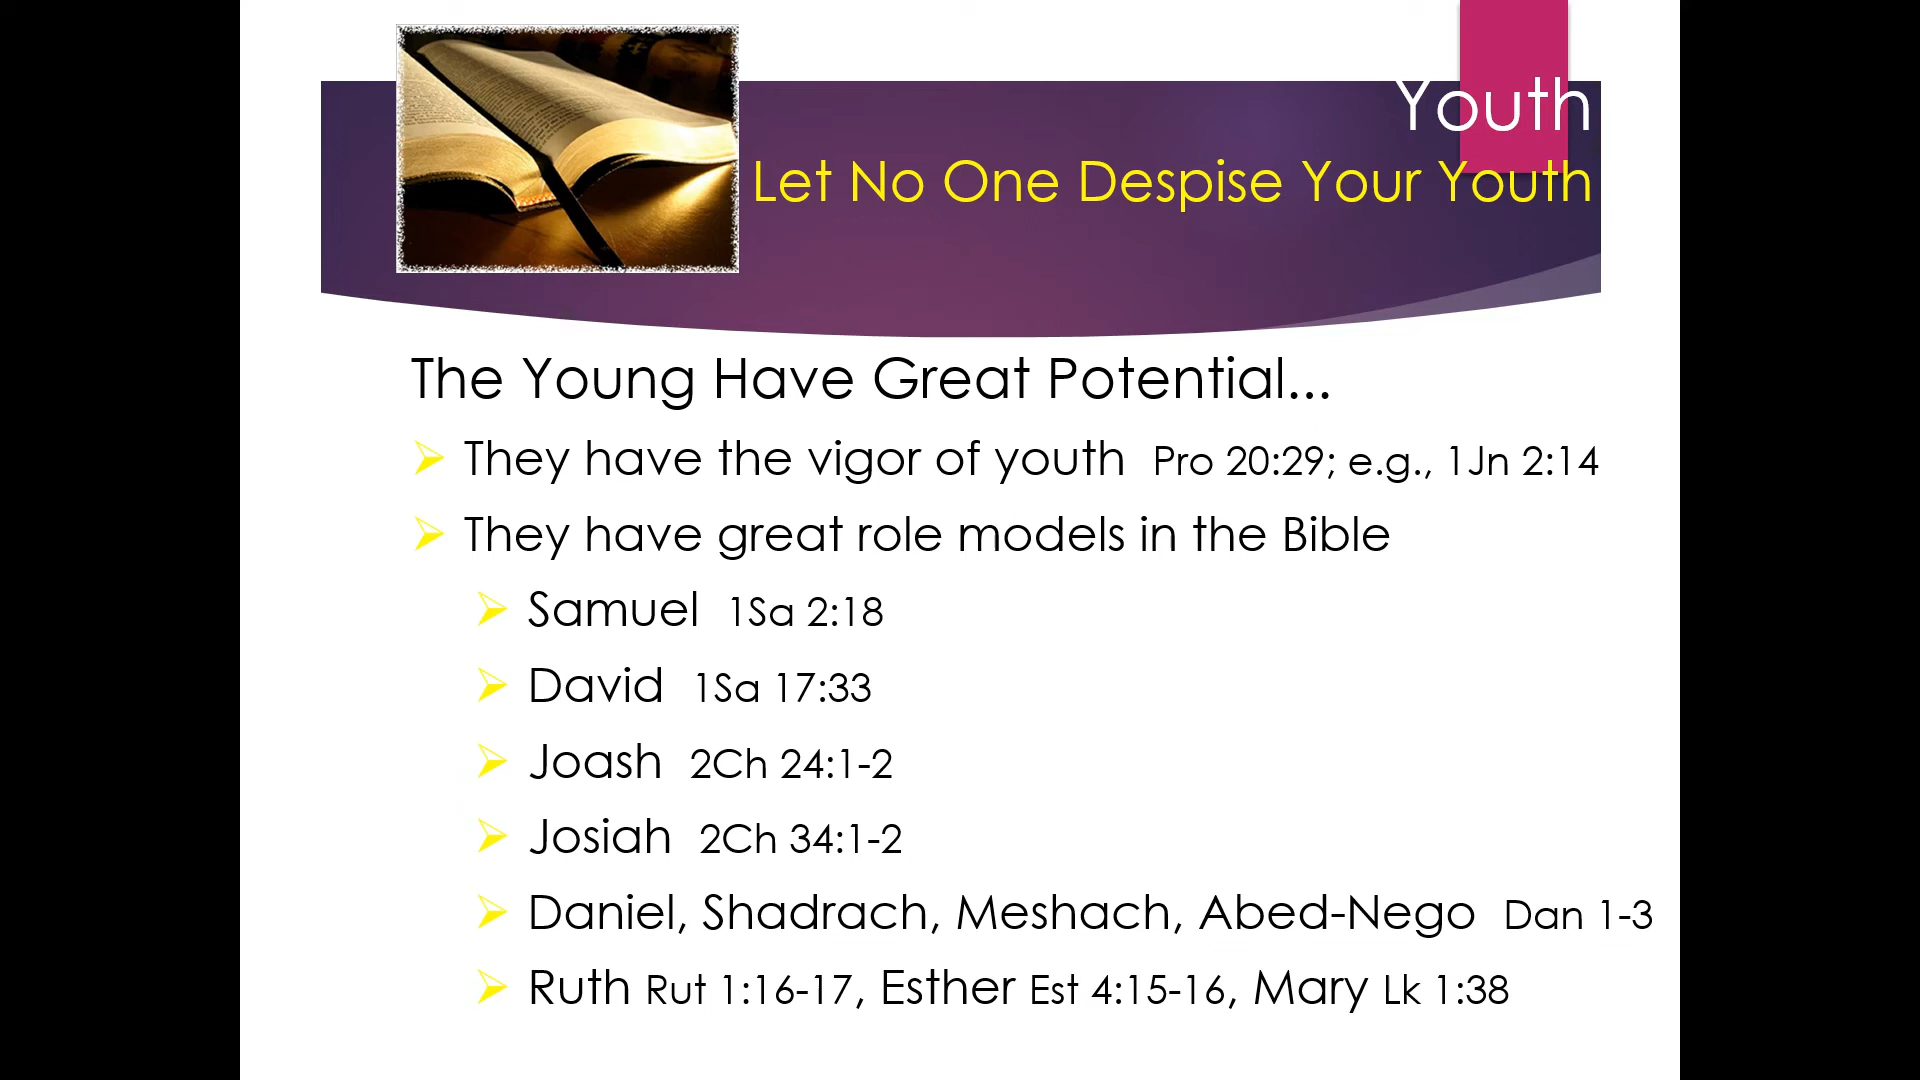 Youth
Let No One Despise Your Youth
The Young Have Great Potential...
They have the vigor of youth Pro 20:29; e.g., 1Jn 2:14
They have great role models in the Bible
Samuel 1Sa 2:18
David 1Sa 17:33
Joash 2Ch 24:1-2
Josiah 2Ch 34:1-2
Daniel, Shadrach, Meshach, Abed-Nego Dan 1-3
Ruth Rut 1:16-17, Esther Est 4:15-16, Mary Lk 1:38